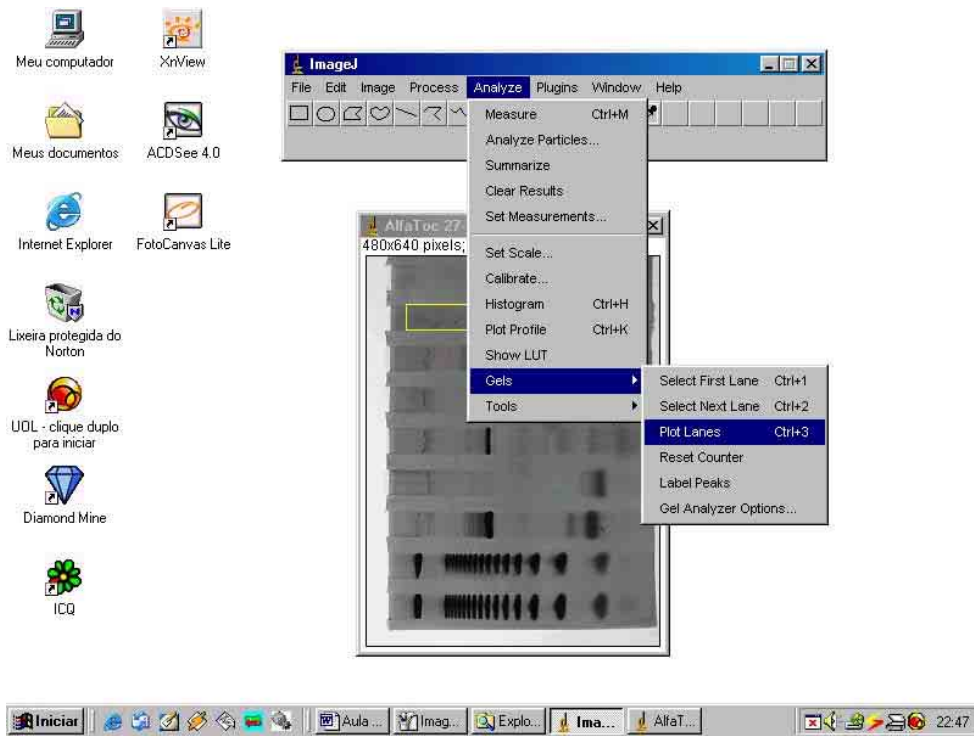 Meu computador
XnView
Meus documentos
ACDSee 4.0
Internet Explorer
FotoCanvas Lite
Lixeira protegida do
Norton
UOL - clique duplo
para iniciar
Diamond Mine
ICQ
ImageJ
File Edit Image Process Analyze Plugins Window Help
AlfaToc 27
480x640 pixels;
Measure Ctrl+M
Analyze Particles...
Summarize
Clear Results
Set Measurements...
Set Scale...
Calibrate...
Histogram Ctrl+H
Plot Profile Ctrl+K
Show LUT
Gels
Tools
Select First Lane Ctrl+1
Select Next Lane Ctrl+2
Plot Lanes Ctrl+3
Reset Counter
Label Peaks
Gel Analyzer Options...
Iniciar Aula ... Imag... Explo... Ima... AlfaT... 22:47